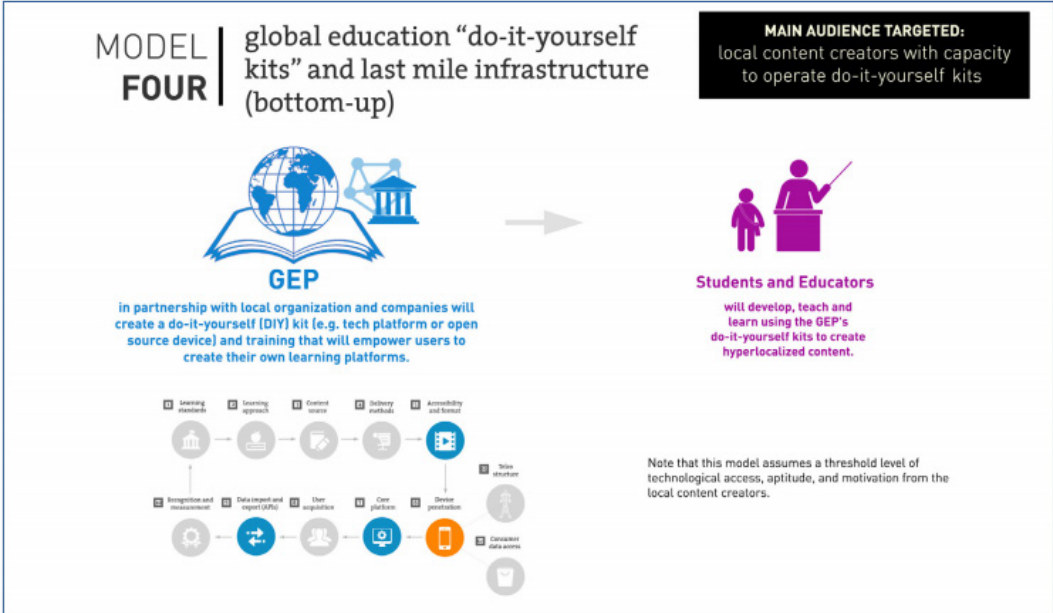 MODEL
FOUR
global education “do-it-yourself
kits” and last mile infrastructure
(bottom-up)
MAIN AUDIENCE TARGETED:
local content creators with capacity
to operate do-it-yourself kits
GEP
in partnership with local organization and companies will
create a do-it-yourself (DIY) kit (e.g. tech platform or open
source device) and training that will empower users to
create their own learning platforms.
Students and Educators
will develop, teach and
learn using the GEP's
do-it-yourself kits to create
hyperlocalized content.
Learning
standards
Learning
approach
Content
source
Delivery
methods
Accessibility
and format
Telco
structure
Recognition and
measurement
Data import and
export (APIs)
User
acquisition
Core
platform
Device
penetration
Consumer
data access
Note that this model assumes a threshold level of
technological access, aptitude, and motivation from the
local content creators.